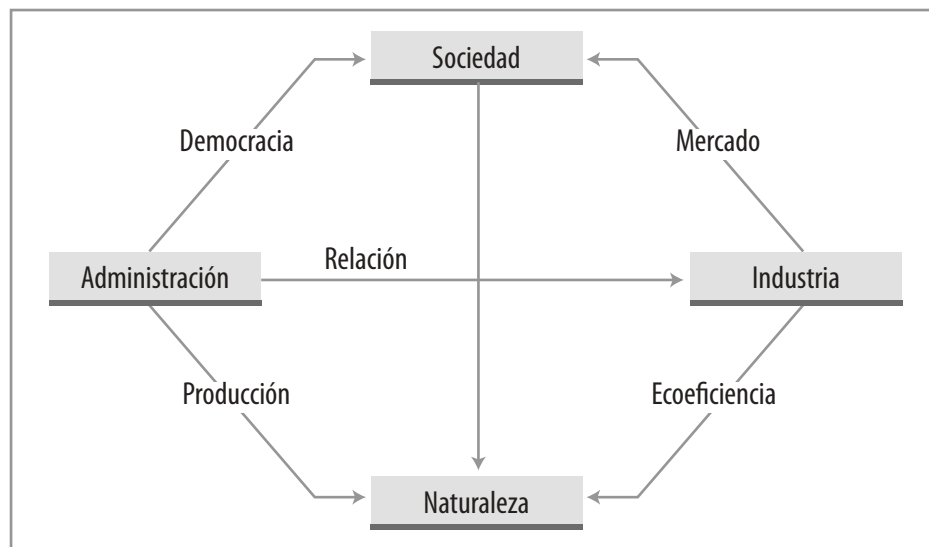 Sociedad
Democracia
Mercado
Relación
Administración
Industria
Producción
Ecoeficiencia
Naturaleza